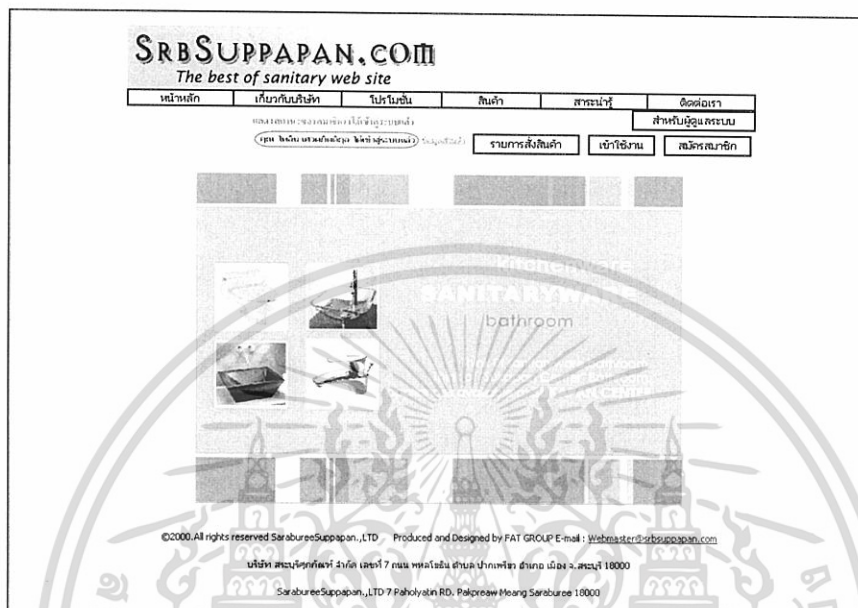 SRBSUPPAPAN.COM
The best of sanitary web site
หน้าหลัก เกี่ยวกับบริษัท โปรโมชั่น สินค้า สาระน่ารู้ ติดต่อเรา
สำหรับผู้ดูแลระบบ
รายการสั่งสินค้า เข้าใช้งาน สมัครสมาชิก
kitchenware
SANITARYWARE
bathroom
©2000.All rights reserved SarabureeSuppapan.,LTD Produced and Designed by FAT GROUP E-mail : Webmaster@srbsuppapan.com
บริษัท สระบุรีศุภภัณฑ์ จำกัด เลขที่ 7 ถนน พหลโยธิน ตำบล ปากเพรียว อำเภอ เมือง จ.สระบุรี 18000
SarabureeSuppapan.,LTD 7 Paholyatin RD. Pakpreaw Meang Saraburee 18000